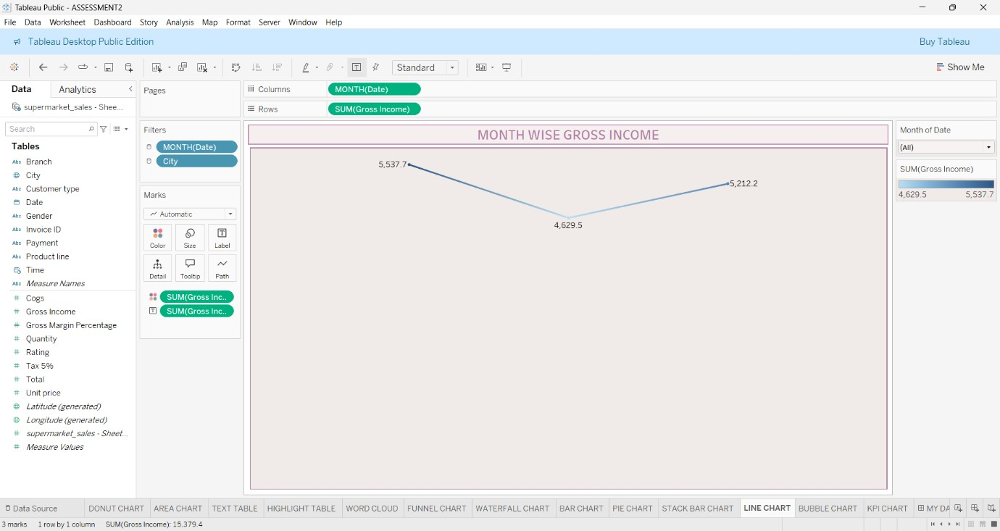 Tableau Public - ASSESSMENT2
File Data Worksheet Dashboard Story Analysis Map Format Server Window Help
Tableau Desktop Public Edition
Buy Tableau
Standard
Show Me
Data
Analytics
supermarket_sales - Shee...
Search
Tables
Abc Branch
City
Abc Customer type
Date
Abc Gender
Abc Invoice ID
Abc Payment
Abc Product line
Time
Abc Measure Names
# Cogs
# Gross Income
# Gross Margin Percentage
# Quantity
# Rating
# Tax 5%
# Total
# Unit price
Latitude (generated)
Longitude (generated)
# supermarket_sales - Sheet...
# Measure Values
Pages
Filters
MONTH(Date)
City
Marks
Automatic
Color Size Label
Detail Tooltip Path
SUM(Gross Inc..
SUM(Gross Inc..
Columns
MONTH(Date)
Rows
SUM(Gross Income)
MONTH WISE GROSS INCOME
5,537.7
5,212.2
4,629.5
Month of Date
(All)
SUM(Gross Income)
4,629.5 5,537.7
Data Source DONUT CHART AREA CHART TEXT TABLE HIGHLIGHT TABLE WORD CLOUD FUNNEL CHART WATERFALL CHART BAR CHART PIE CHART STACK BAR CHART LINE CHART BUBBLE CHART KPI CHART MY DA
3 marks 1 row by 1 column SUM(Gross Income): 15,379.4